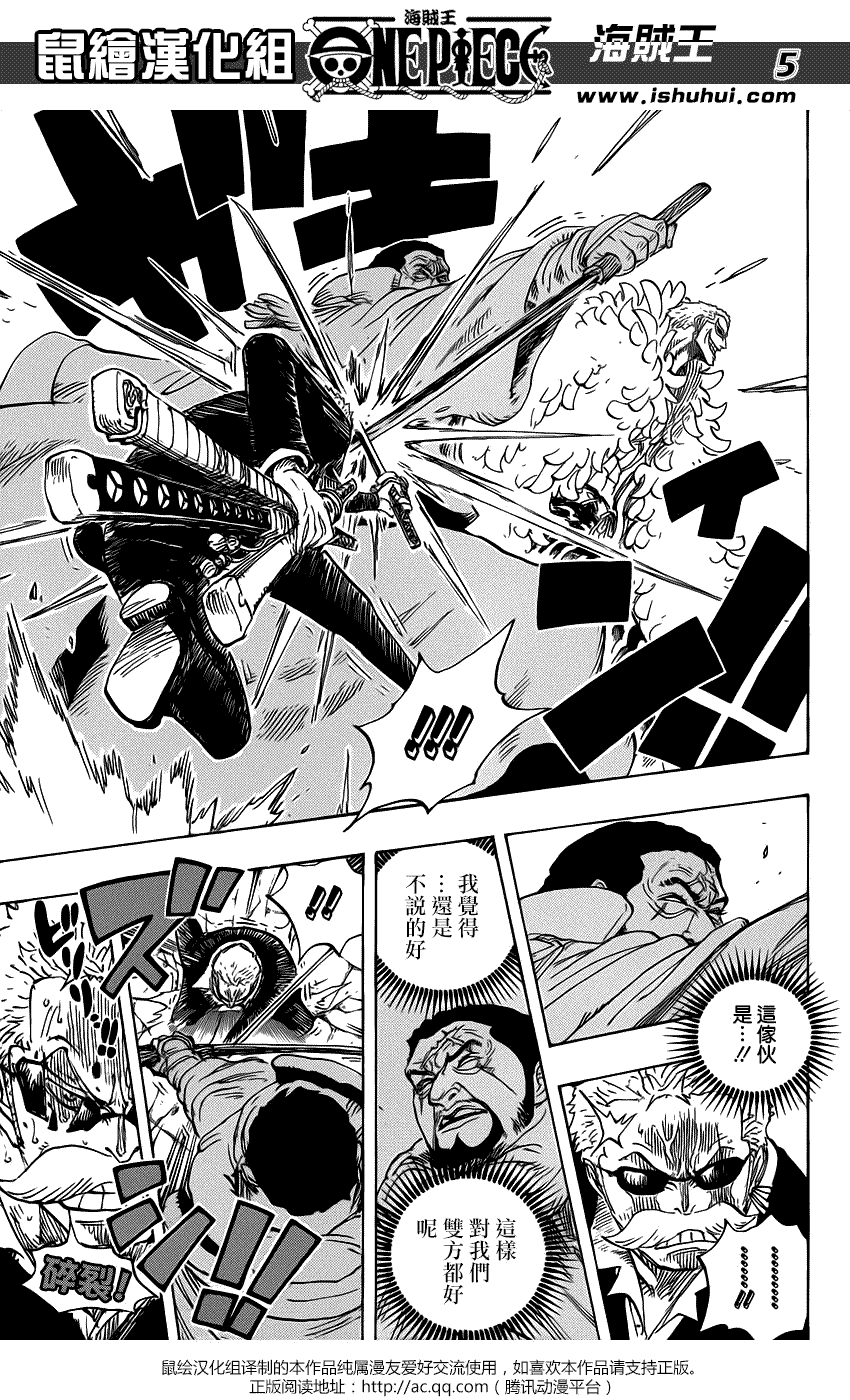 鼠繪漢化組
海賊王
ONE PIECE
海賊王
5
www.ishuhui.com
ガキ
イ
ン
!!!!
這傢伙
是…!!
…………!!
我覺得
…還是
不説的好
這樣
對我們
雙方都好
呢
!!
ズ
ビリビリ
!!
碎裂!
鼠绘汉化组译制的本作品纯属漫友爱好交流使用，如喜欢本作品请支持正版。
正版阅读地址：http://ac.qq.com（腾讯动漫平台）